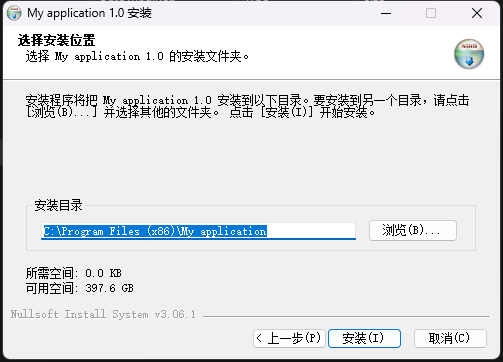 My application 1.0 安装
选择安装位置
选择 My application 1.0 的安装文件夹。
安装程序将把 My application 1.0 安装到以下目录。要安装到另一个目录，请点击
[浏览(B)...] 并选择其他的文件夹。 点击 [安装(I)] 开始安装。
安装目录
C:\Program Files (x86)\My application
浏览(B)...
所需空间: 0.0 KB
可用空间: 397.6 GB
Nullsoft Install System v3.06.1
< 上一步(P)
安装(I)
取消(C)